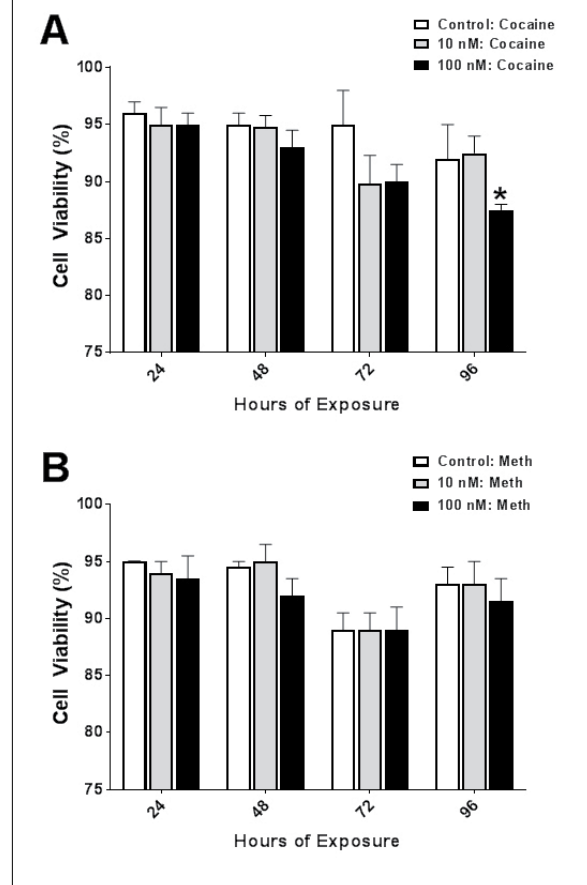 A
Control: Cocaine
10 nM: Cocaine
100 nM: Cocaine
Cell Viability (%)
100
95
90
85
80
75
*
24 48 72 96
Hours of Exposure
B
Control: Meth
10 nM: Meth
100 nM: Meth
Cell Viability (%)
100
95
90
85
80
75
24 48 72 96
Hours of Exposure